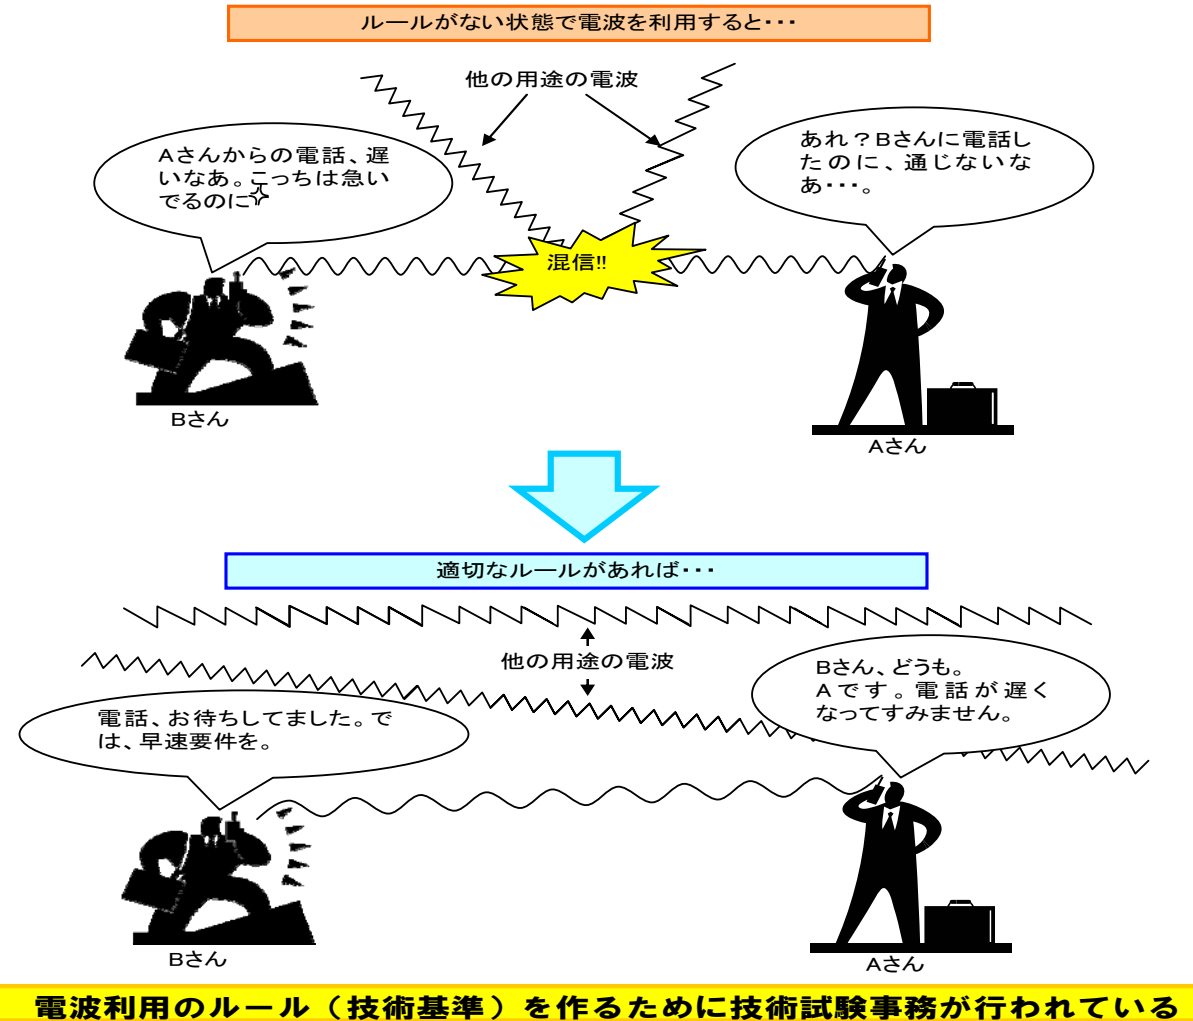 ルールがない状態で電波を利用すると・・・
他の用途の電波
Aさんからの電話、遅
いなあ。こっちは急い
でるのに
あれ？Bさんに電話し
たのに、通じないな
あ・・・。
混信!!
Bさん
Aさん
適切なルールがあれば・・・
他の用途の電波
Bさん、どうも。
Aです。電話が遅く
なってすみません。
電話、お待ちしてました。で
は、早速要件を。
Bさん
Aさん
電波利用のルール（技術基準）を作るために技術試験事務が行われている